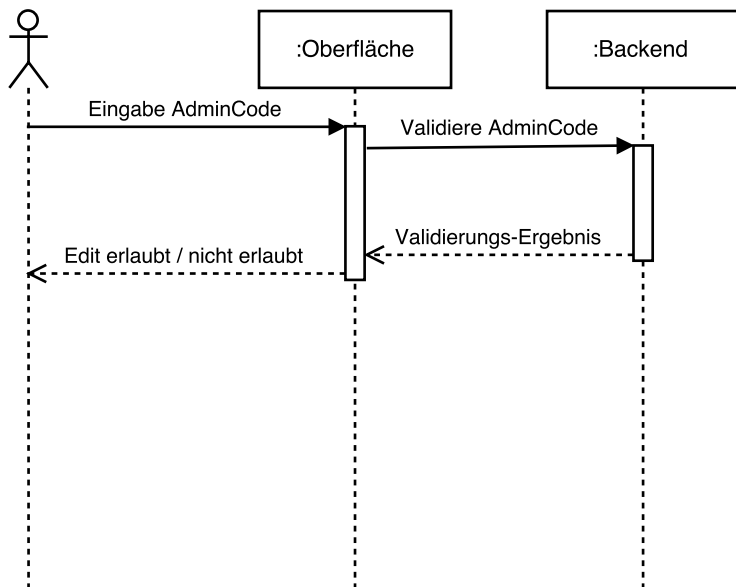 :Oberfläche
:Backend
Eingabe AdminCode
Validiere AdminCode
Validierungs-Ergebnis
Edit erlaubt / nicht erlaubt